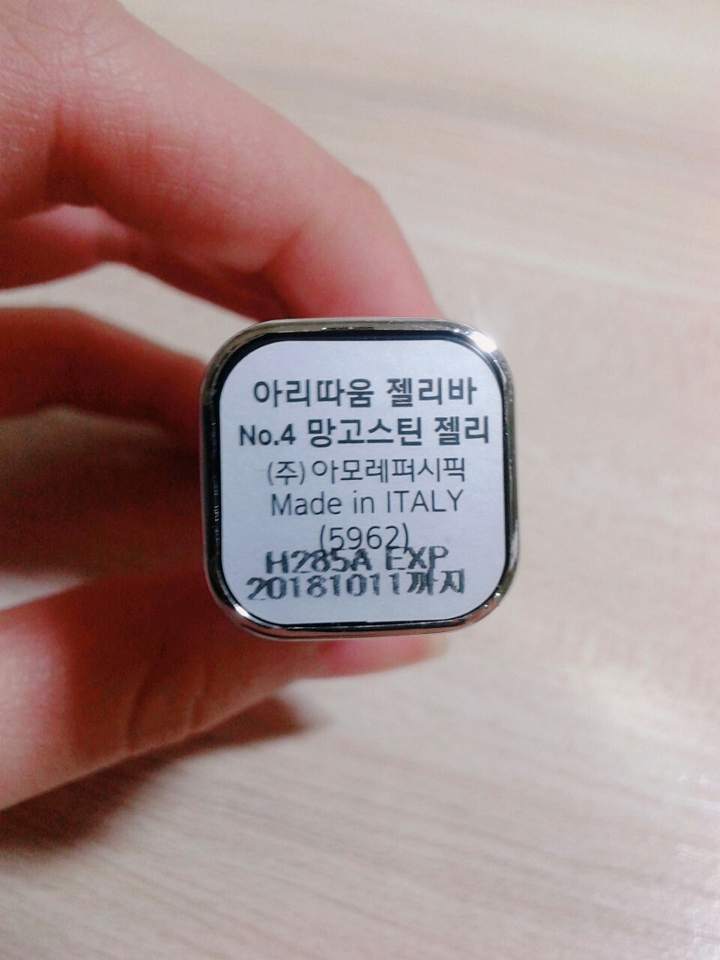 아리따움 젤리바
No.4 망고스틴 젤리
(주)아모레퍼시픽
Made in ITALY
(5962)
H285A EXP
20181011까지